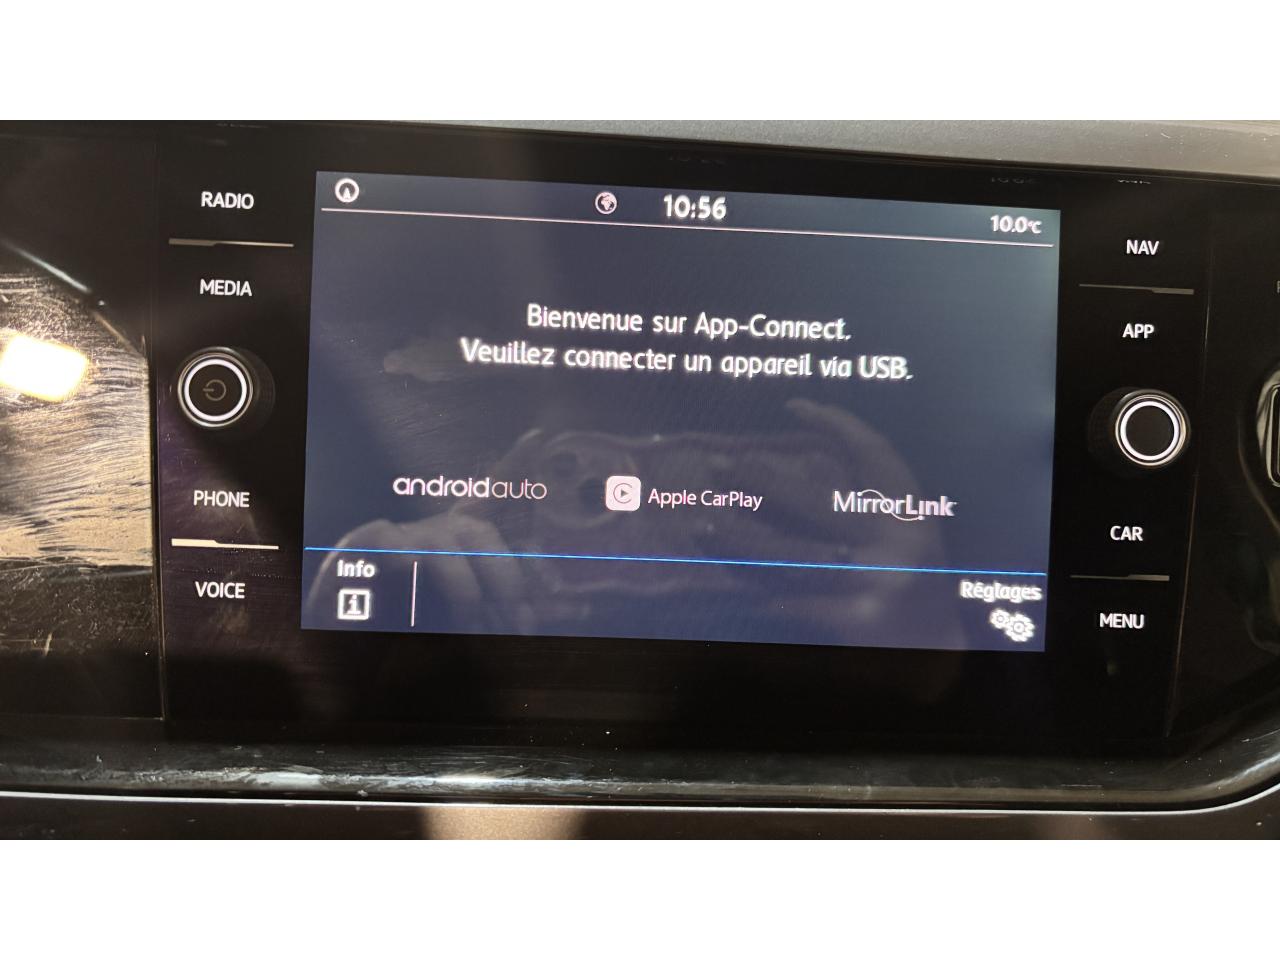 RADIO
MEDIA
PHONE
VOICE
10:56
10.0°C
Bienvenue sur App-Connect.
Veuillez connecter un appareil via USB.
androidauto
Apple CarPlay
MirrorLink
Info
i
Réglages
NAV
APP
CAR
MENU